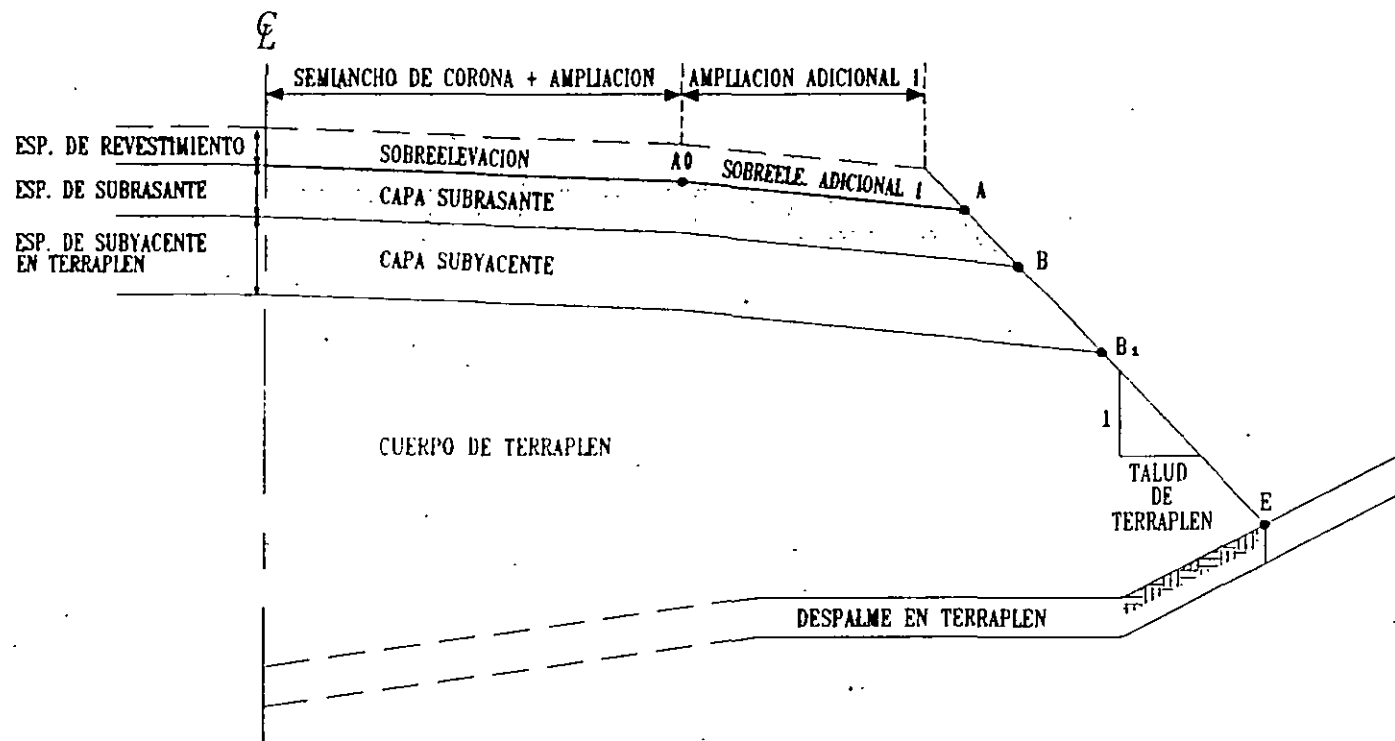 ℄
SEMIANCHO DE CORONA + AMPLIACION
AMPLIACION ADICIONAL 1
ESP. DE REVESTIMIENTO
SOBREELEVACION
A0
SOBREELE. ADICIONAL 1
A
ESP. DE SUBRASANTE
CAPA SUBRASANTE
ESP. DE SUBYACENTE
EN TERRAPLEN
CAPA SUBYACENTE
B
B1
CUERPO DE TERRAPLEN
1
TALUD
DE
TERRAPLEN
E
DESPALME EN TERRAPLEN